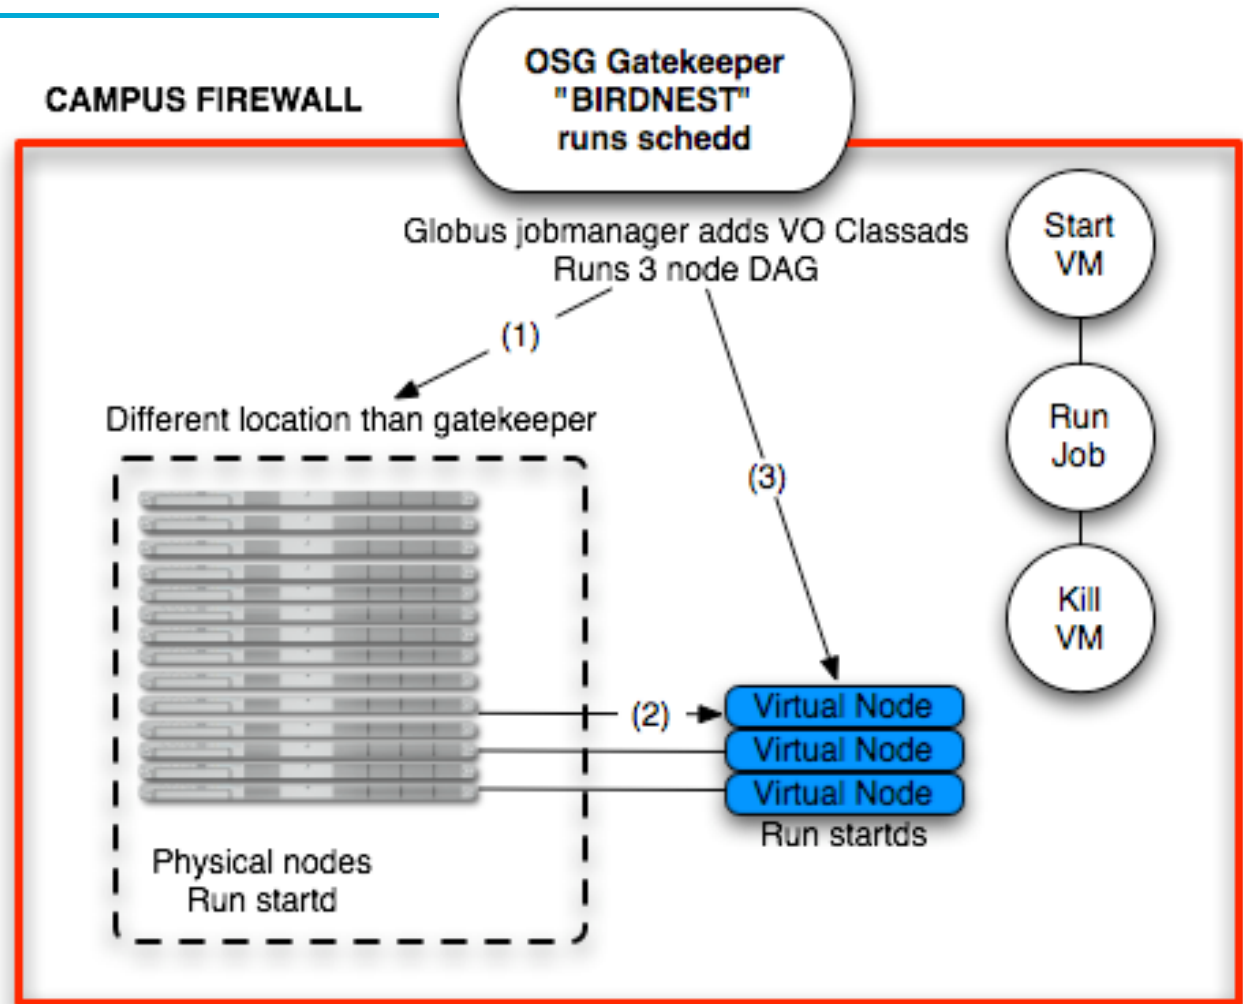 OSG Gatekeeper
"BIRDNEST"
runs schedd
CAMPUS FIREWALL
Globus jobmanager adds VO Classads
Runs 3 node DAG
Start
VM
(1)
Different location than gatekeeper
Run
Job
(3)
Kill
VM
(2)
Virtual Node
Virtual Node
Virtual Node
Run startds
Physical nodes
Run startd